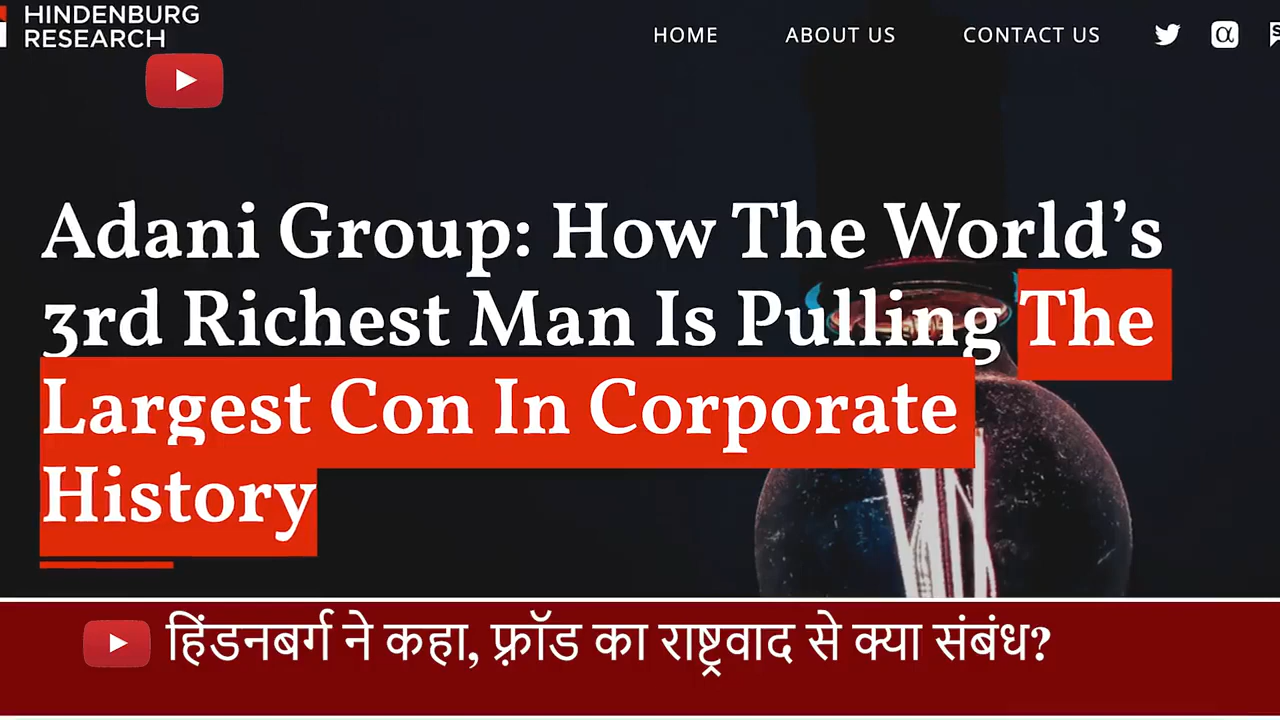 HINDENBURG
RESEARCH
HOME ABOUT US CONTACT US
Adani Group: How The World’s
3rd Richest Man Is Pulling The
Largest Con In Corporate
History
हिंडनबर्ग ने कहा, फ़्रॉड का राष्ट्रवाद से क्या संबंध?